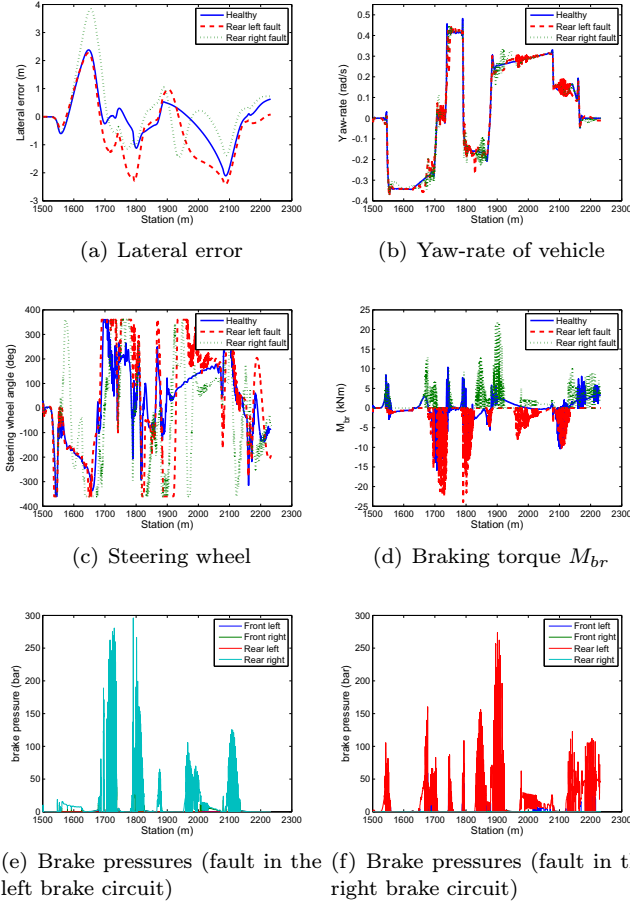 4
3
2
1
0
-1
-2
-3
1500 1600 1700 1800 1900 2000 2100 2200 2300
Station (m)
Lateral error (m)
Healthy
Rear left fault
Rear right fault
(a) Lateral error
0.5
0.4
0.3
0.2
0.1
0
-0.1
-0.2
-0.3
-0.4
1500 1600 1700 1800 1900 2000 2100 2200 2300
Station (m)
Yaw-rate (rad/s)
Healthy
Rear left fault
Rear right fault
(b) Yaw-rate of vehicle
400
300
200
100
0
-100
-200
-300
-400
1500 1600 1700 1800 1900 2000 2100 2200 2300
Station (m)
Steering wheel angle (deg)
Healthy
Rear left fault
Rear right fault
(c) Steering wheel
25
20
15
10
5
0
-5
-10
-15
-20
-25
1500 1600 1700 1800 1900 2000 2100 2200 2300
Station (m)
Mbr (kNm)
Healthy
Rear left fault
Rear right fault
(d) Braking torque Mbr
300
250
200
150
100
50
0
1500 1600 1700 1800 1900 2000 2100 2200 2300
Station (m)
brake pressure (bar)
Front left
Front right
Rear left
Rear right
(e) Brake pressures (fault in the
left brake circuit)
300
250
200
150
100
50
0
1500 1600 1700 1800 1900 2000 2100 2200 2300
Station (m)
brake pressure (bar)
Front left
Front right
Rear left
Rear right
(f) Brake pressures (fault in th
right brake circuit)